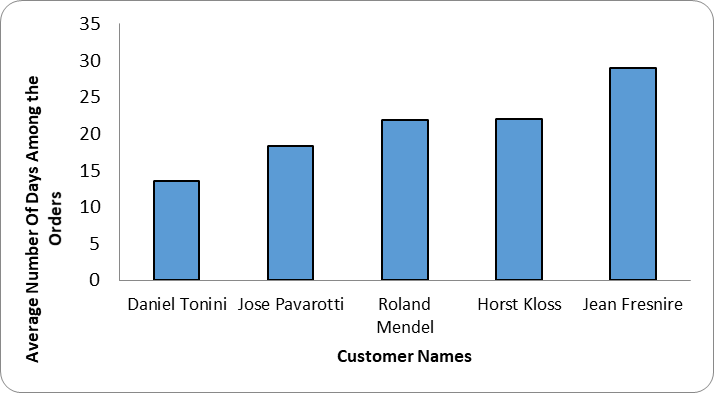 Average Number Of Days Among the
Orders
35
30
25
20
15
10
5
0
Daniel Tonini
Jose Pavarotti
Roland
Mendel
Horst Kloss
Jean Fresnire
Customer Names